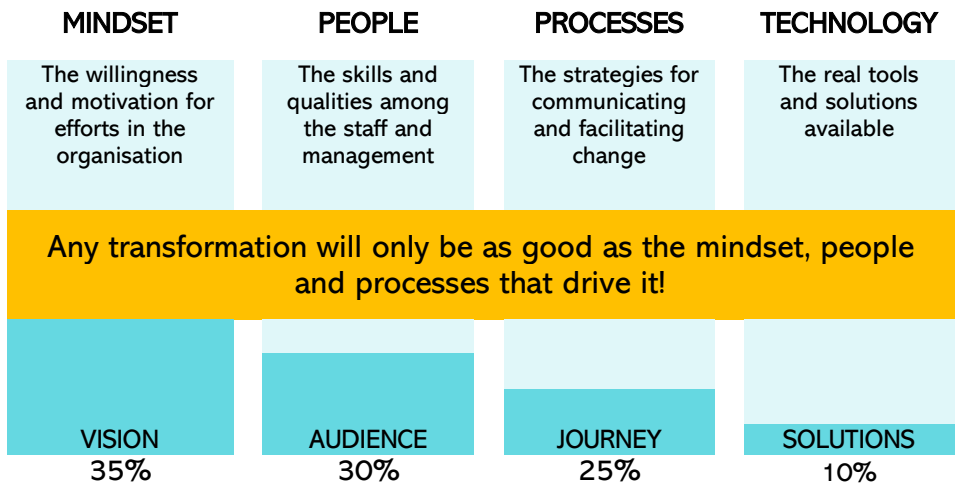 MINDSET
The willingness
and motivation for
efforts in the
organisation
PEOPLE
The skills and
qualities among
the staff and
management
PROCESSES
The strategies for
communicating
and facilitating
change
TECHNOLOGY
The real tools
and solutions
available
Any transformation will only be as good as the mindset, people
and processes that drive it!
VISION
35%
AUDIENCE
30%
JOURNEY
25%
SOLUTIONS
10%